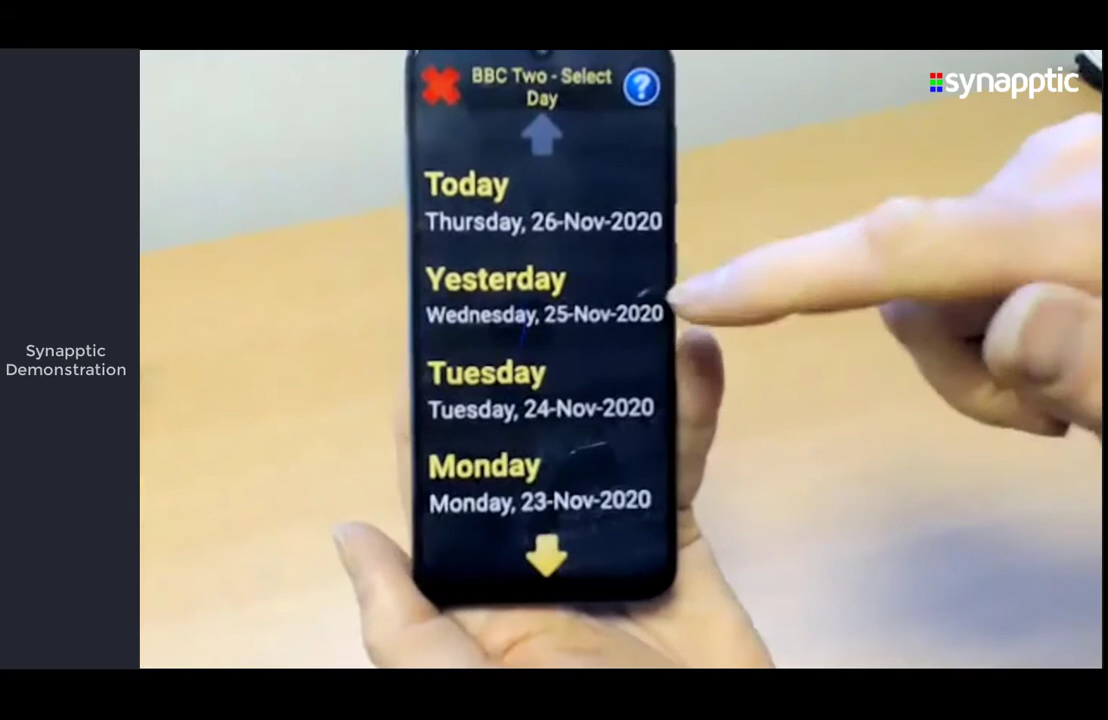 synapptic
BBC Two - Select
Day
?
Today
Thursday, 26-Nov-2020
Yesterday
Wednesday, 25-Nov-2020
Tuesday
Tuesday, 24-Nov-2020
Monday
Monday, 23-Nov-2020
Synapptic
Demonstration